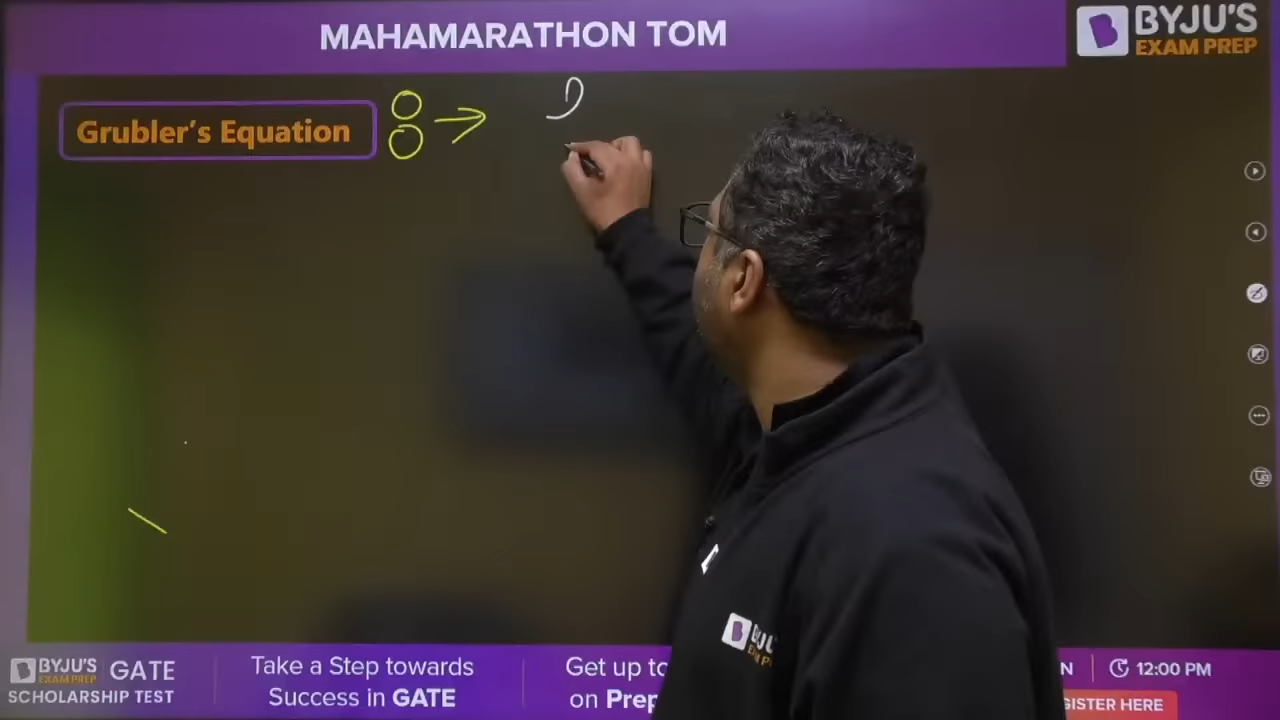 MAHAMARATHON TOM
BYJU'S
EXAM PREP
Grubler's Equation
BYJU'S
EXAM PREP
GATE
SCHOLARSHIP TEST
Take a Step towards
Success in GATE
Get up to
on Prep
N
12:00 PM
GISTER HERE